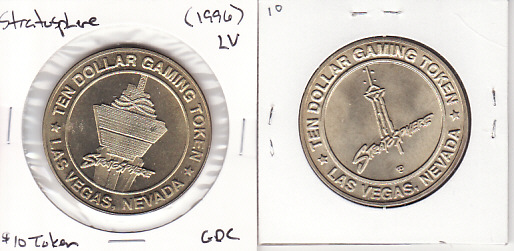 Stratosphere
(1996)
LV
TEN DOLLAR GAMING TOKEN
STRATOSPHERE
LAS VEGAS, NEVADA
$10 Token
GDC
10
TEN DOLLAR GAMING TOKEN
STRATOSPHERE
LAS VEGAS, NEVADA